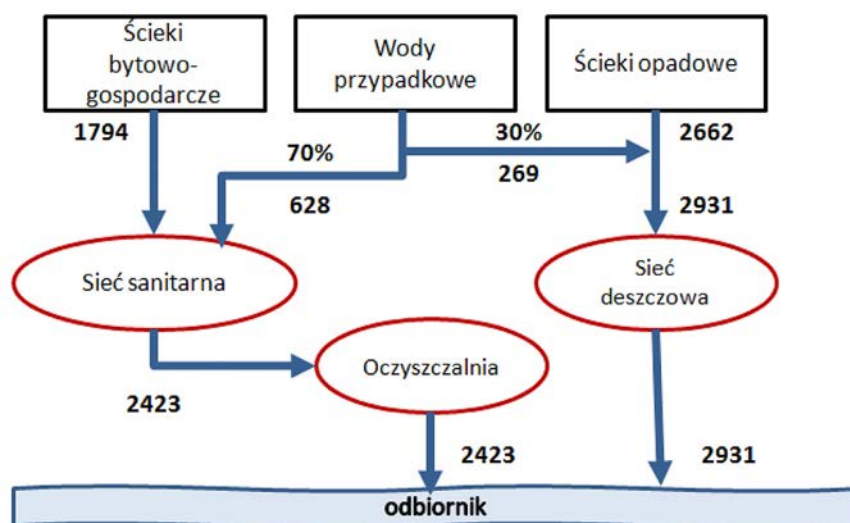 Ścieki
bytowo-
gospodarcze
Wody
przypadkowe
Ścieki opadowe
1794
70%
30%
2662
628
269
2931
Sieć sanitarna
Sieć
deszczowa
Oczyszczalnia
2423
2423
2931
odbiornik